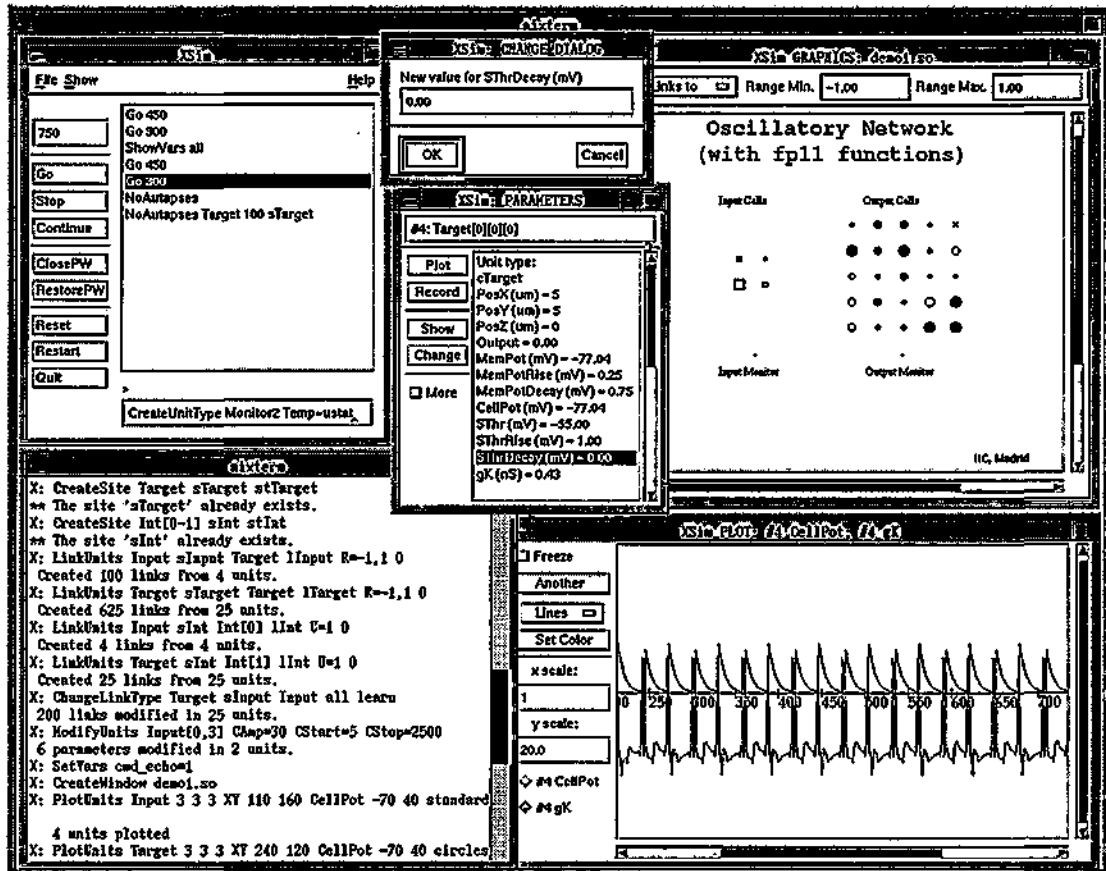 aixterm
XSim
File Show Help
750
Go
Stop
Continue
ClosePW
RestorePW
Reset
Restart
Quit
Go 450
Go 300
ShowVars all
Go 450
Go 300
NoAutapses
NoAutapses Target 100 sTarget
>
CreateUnitType Monitor2 Temp=ustat
XSim: CHANGE DIALOG
New value for SThrDecay (mV)
0.00
OK Cancel
XSim: PARAMETERS
#4: Target[0][0][0]
Plot
Record
Show
Change
More
Unit type:
cTarget
PosX (um) = 5
PosY (um) = 5
PosZ (um) = 0
Output = 0.00
MemPot (mV) = -77.04
MemPotRise (mV) = 0.25
MemPotDecay (mV) = 0.75
CellPot (mV) = -77.04
SThr (mV) = -55.00
SThrRise (mV) = 1.00
SThrDecay (mV) = 0.00
gK (nS) = 0.43
XSim GRAPHICS: demo1.so
inks to Range Min. -1.00 Range Max. 1.00
Oscillatory Network
(with fp11 functions)
Input Cells Output Cells
Input Monitor Output Monitor
IIC, Madrid
aixterm
X: CreateSite Target sTarget stTarget
** The site 'sTarget' already exists.
X: CreateSite Int[0-1] sInt stInt
** The site 'sInt' already exists.
X: LinkUnits Input sInput Target lInput R=-1,1 0
Created 100 links from 4 units.
X: LinkUnits Target sTarget Target lTarget R=-1,1 0
Created 625 links from 25 units.
X: LinkUnits Input sInt Int[0] lInt U=1 0
Created 4 links from 4 units.
X: LinkUnits Target sInt Int[1] lInt U=1 0
Created 25 links from 25 units.
X: ChangeLinkType Target sInput Input all learn
200 links modified in 25 units.
X: ModifyUnits Input[0,3] CAmp=30 CStart=5 CStop=2500
6 parameters modified in 2 units.
X: SetVars cmd_echo=1
X: CreateWindow demo1.so
X: PlotUnits Input 3 3 3 XY 110 160 CellPot -70 40 standard
4 units plotted
X: PlotUnits Target 3 3 3 XY 240 120 CellPot -70 40 circles
XSim PLOT: #4 CellPot, #4 gK
Freeze
Another
Lines
Set Color
x scale:
1
y scale:
20.0
#4 CellPot
#4 gK
250 300 350 400 450 500 550 600 650 700